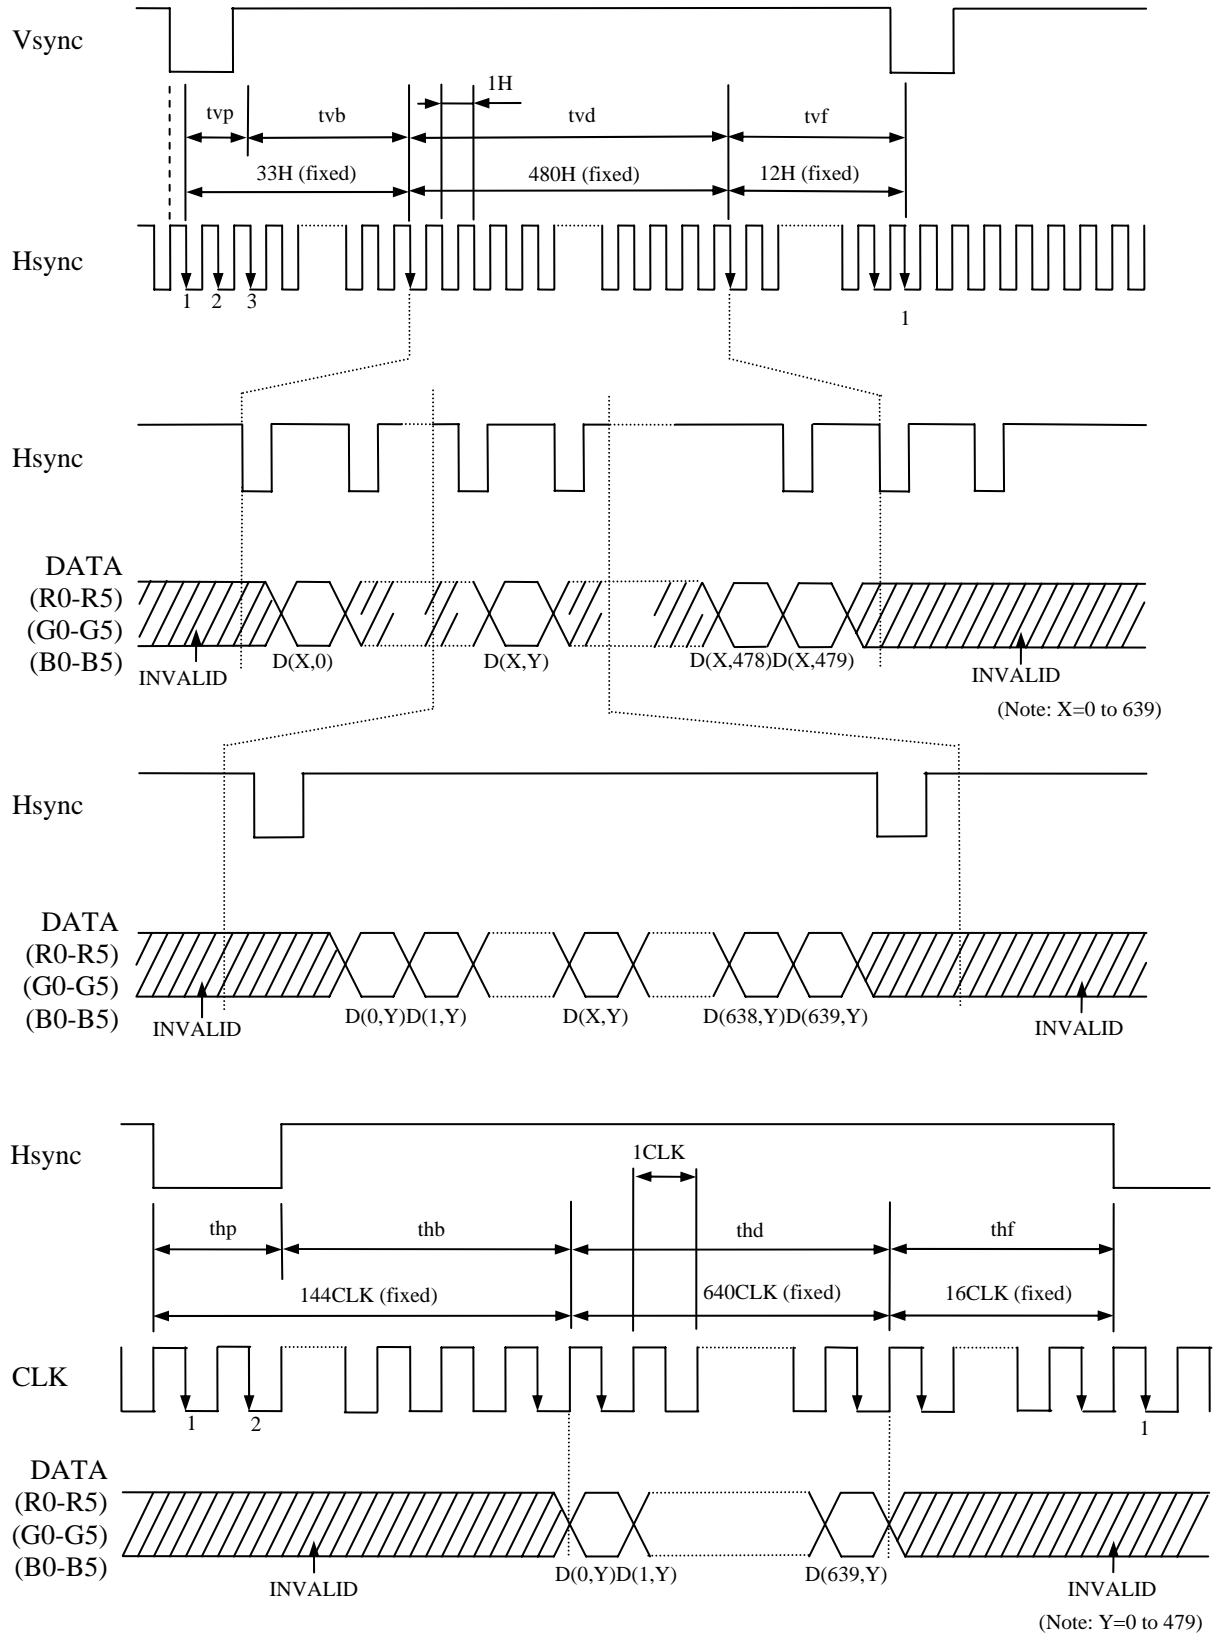 Vsync
1H
tvp tvb tvd tvf
33H (fixed) 480H (fixed) 12H (fixed)
Hsync
1 2 3 1
Hsync
DATA
(R0-R5)
(G0-G5)
(B0-B5)
D(X,0) D(X,Y) D(X,478)D(X,479)
INVALID INVALID
(Note: X=0 to 639)
Hsync
DATA
(R0-R5)
(G0-G5)
(B0-B5)
D(0,Y)D(1,Y) D(X,Y) D(638,Y)D(639,Y)
INVALID INVALID
Hsync
1CLK
thp thb thd thf
144CLK (fixed) 640CLK (fixed) 16CLK (fixed)
CLK
1 2 1
DATA
(R0-R5)
(G0-G5)
(B0-B5)
D(0,Y)D(1,Y) D(639,Y)
INVALID INVALID
(Note: Y=0 to 479)